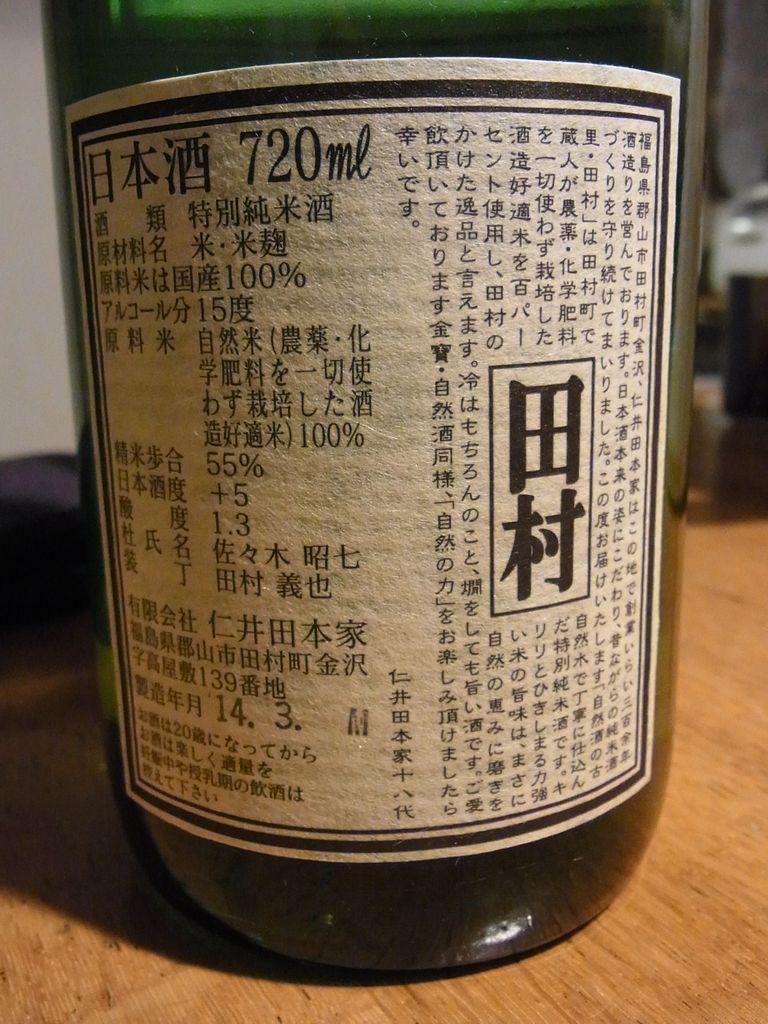 日本酒 720ml
酒類 特別純米酒
原材料名 米・米麹
原料米は国産100%
アルコール分 15度
原料米 自然米(農薬・化
学肥料を一切使
わず栽培した酒
造好適米)100%
精米歩合 55%
日本酒度 +5
酸度 1.3
杜氏名 佐々木 昭七
装丁 田村 義也
有限会社 仁井田本家
福島県郡山市田村町金沢
字高屋敷139番地
製造年月 '14. 3. M
お酒は20歳になってから
お酒は楽しく適量を
妊娠中や授乳期の飲酒は
控えて下さい
福島県郡山市田村町金沢、仁井田本家はこの地で創業いらい三百余年
酒造りを営んでおります。日本酒本来の姿にこだわり、昔ながらの純米酒
づくりを守り続けてまいりました。この度お届けいたします「自然酒の古
里・田村」は田村町で
蔵人が農薬・化学肥料
を一切使わず栽培した
酒造好適米を百パー
セント使用し、田村の
田村
自然水で丁寧に仕込ん
だ特別純米酒です。キ
リリとひきしまる力強
い米の旨味は、まさに
自然の恵みに磨きを
かけた逸品と言えます。冷はもちろんのこと、燗をしても旨い酒です。ご愛
飲頂いております金寶・自然酒同様、「自然の力」をお楽しみ頂けましたら
幸いです。
仁井田本家十八代